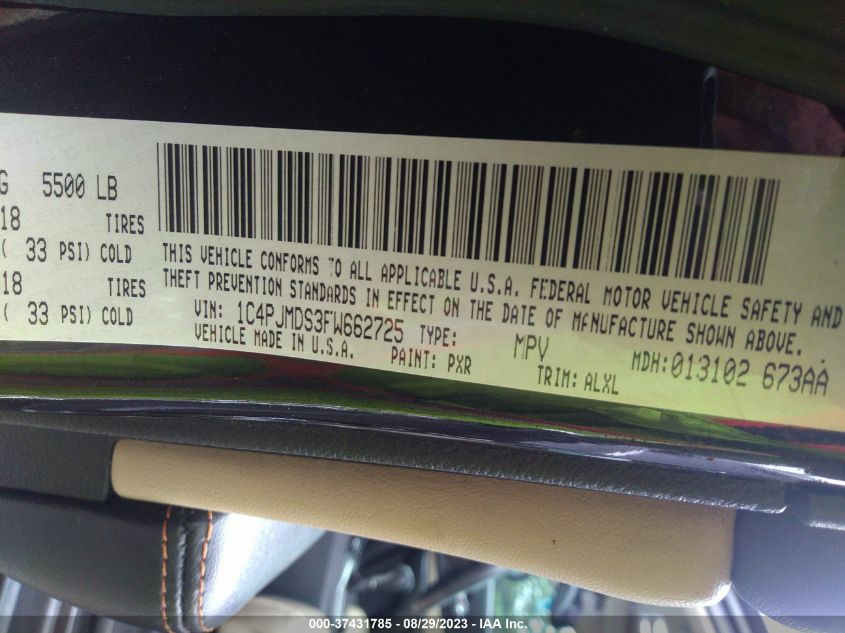 G 5500 LB
18 TIRES
( 33 PSI) COLD
18 TIRES
( 33 PSI) COLD
THIS VEHICLE CONFORMS TO ALL APPLICABLE U.S.A. FEDERAL MOTOR VEHICLE SAFETY AND
THEFT PREVENTION STANDARDS IN EFFECT ON THE DATE OF MANUFACTURE SHOWN ABOVE.
VIN: 1C4PJMDS3FW662725 TYPE: MPV MDH:013102 673AA
VEHICLE MADE IN U.S.A. PAINT: PXR TRIM: ALXL
000-37431785 - 08/29/2023 - IAA Inc.